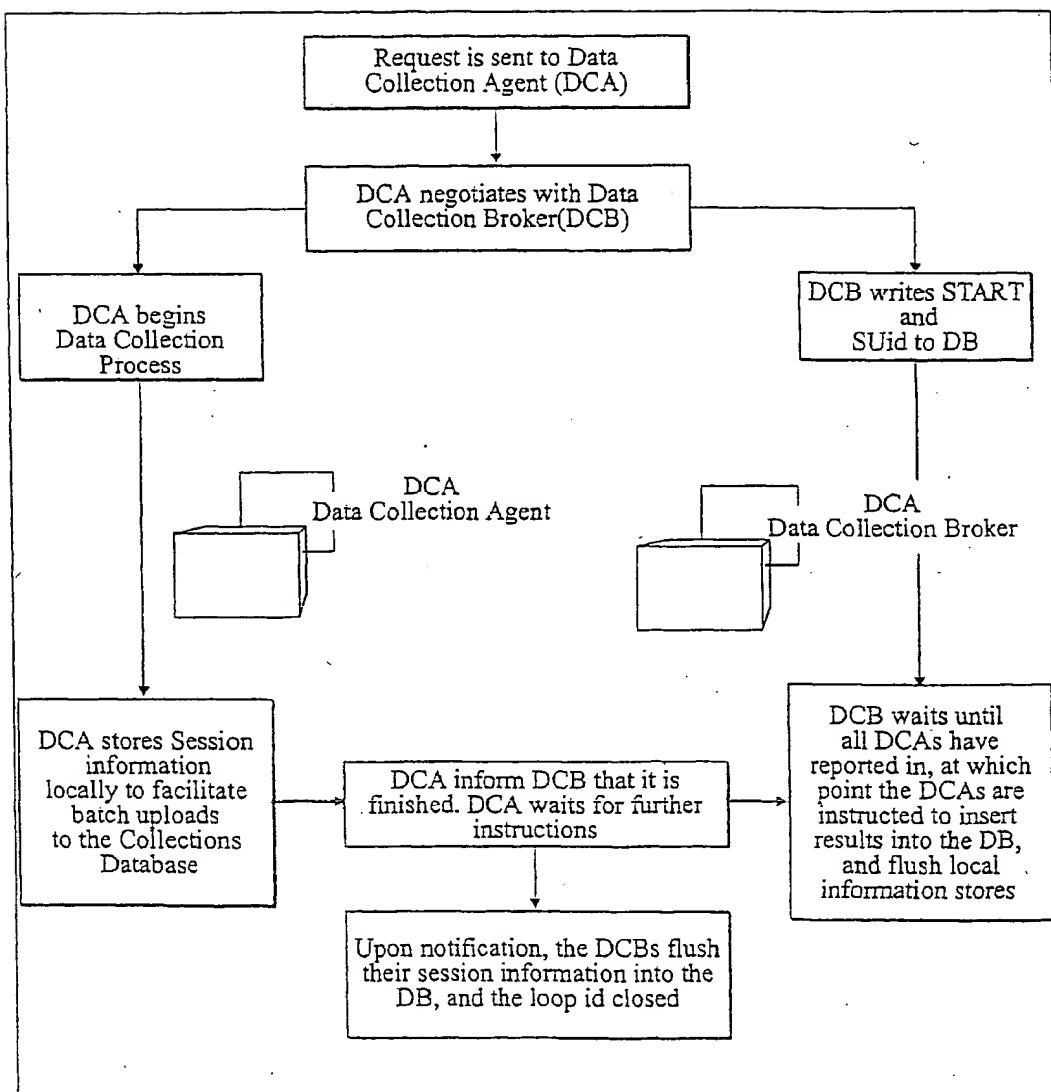 Request is sent to Data
Collection Agent (DCA)
DCA negotiates with Data
Collection Broker(DCB)
DCA begins
Data Collection
Process
DCB writes START
and
SUid to DB
DCA
Data Collection Agent
DCA
Data Collection Broker
DCA stores Session
information
locally to facilitate
batch uploads
to the Collections
Database
DCA inform DCB that it is
finished. DCA waits for further
instructions
DCB waits until
all DCAs have
reported in, at which
point the DCAs are
instructed to insert
results into the DB,
and flush local
information stores
Upon notification, the DCBs flush
their session information into the
DB, and the loop id closed